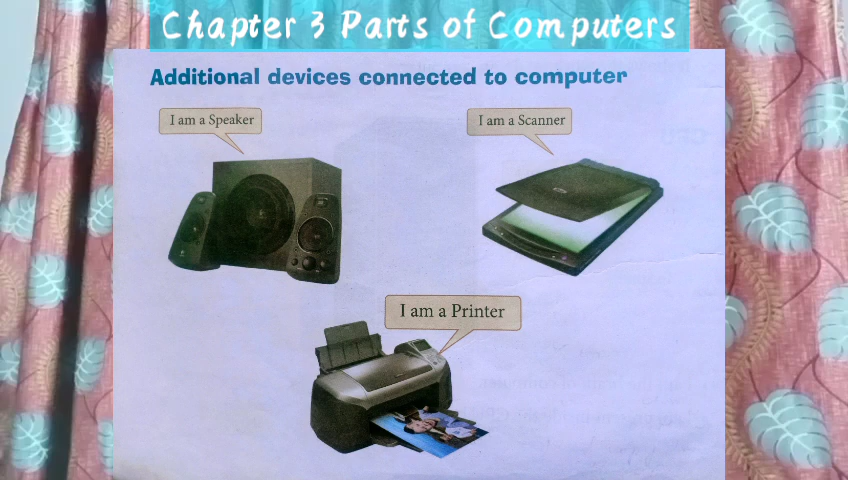 Chapter 3 Parts of Computers
Additional devices connected to computer
I am a Speaker
I am a Scanner
I am a Printer